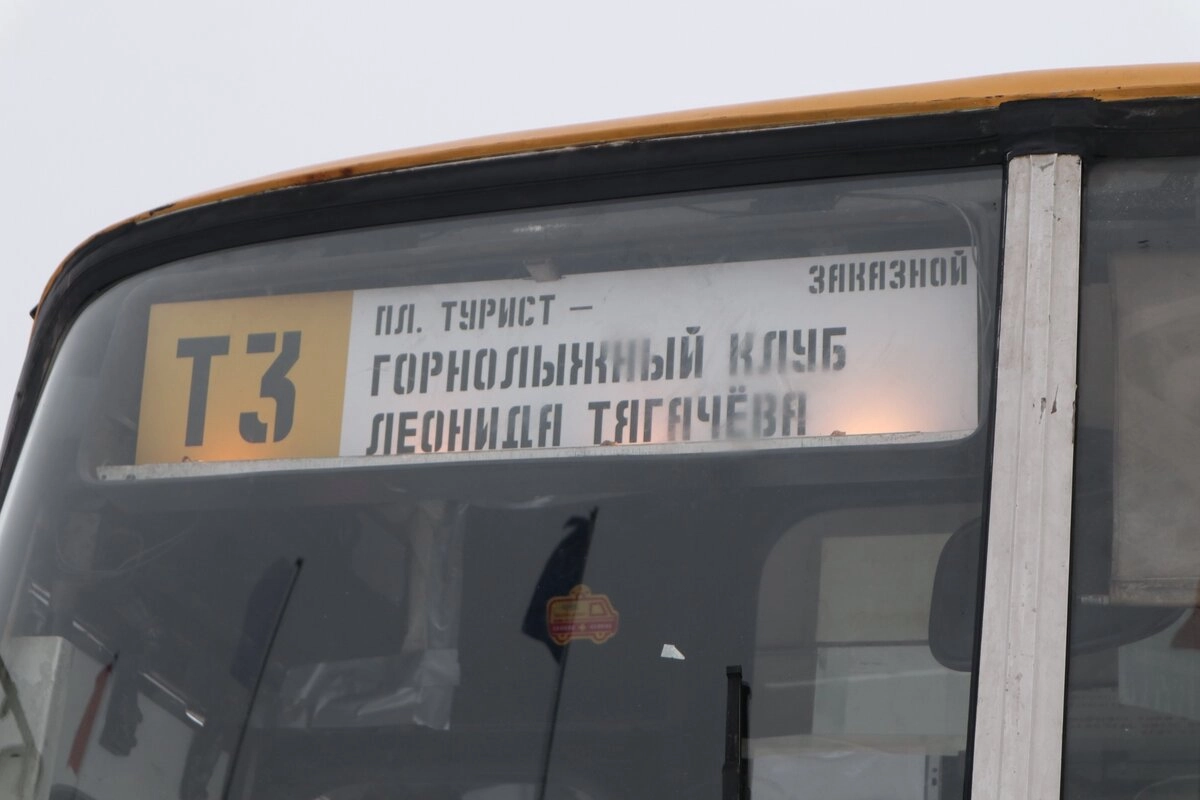 Т3
ЗАКАЗНОЙ
ПЛ. ТУРИСТ –
ГОРНОЛЫЖНЫЙ КЛУБ
ЛЕОНИДА ТЯГАЧЁВА